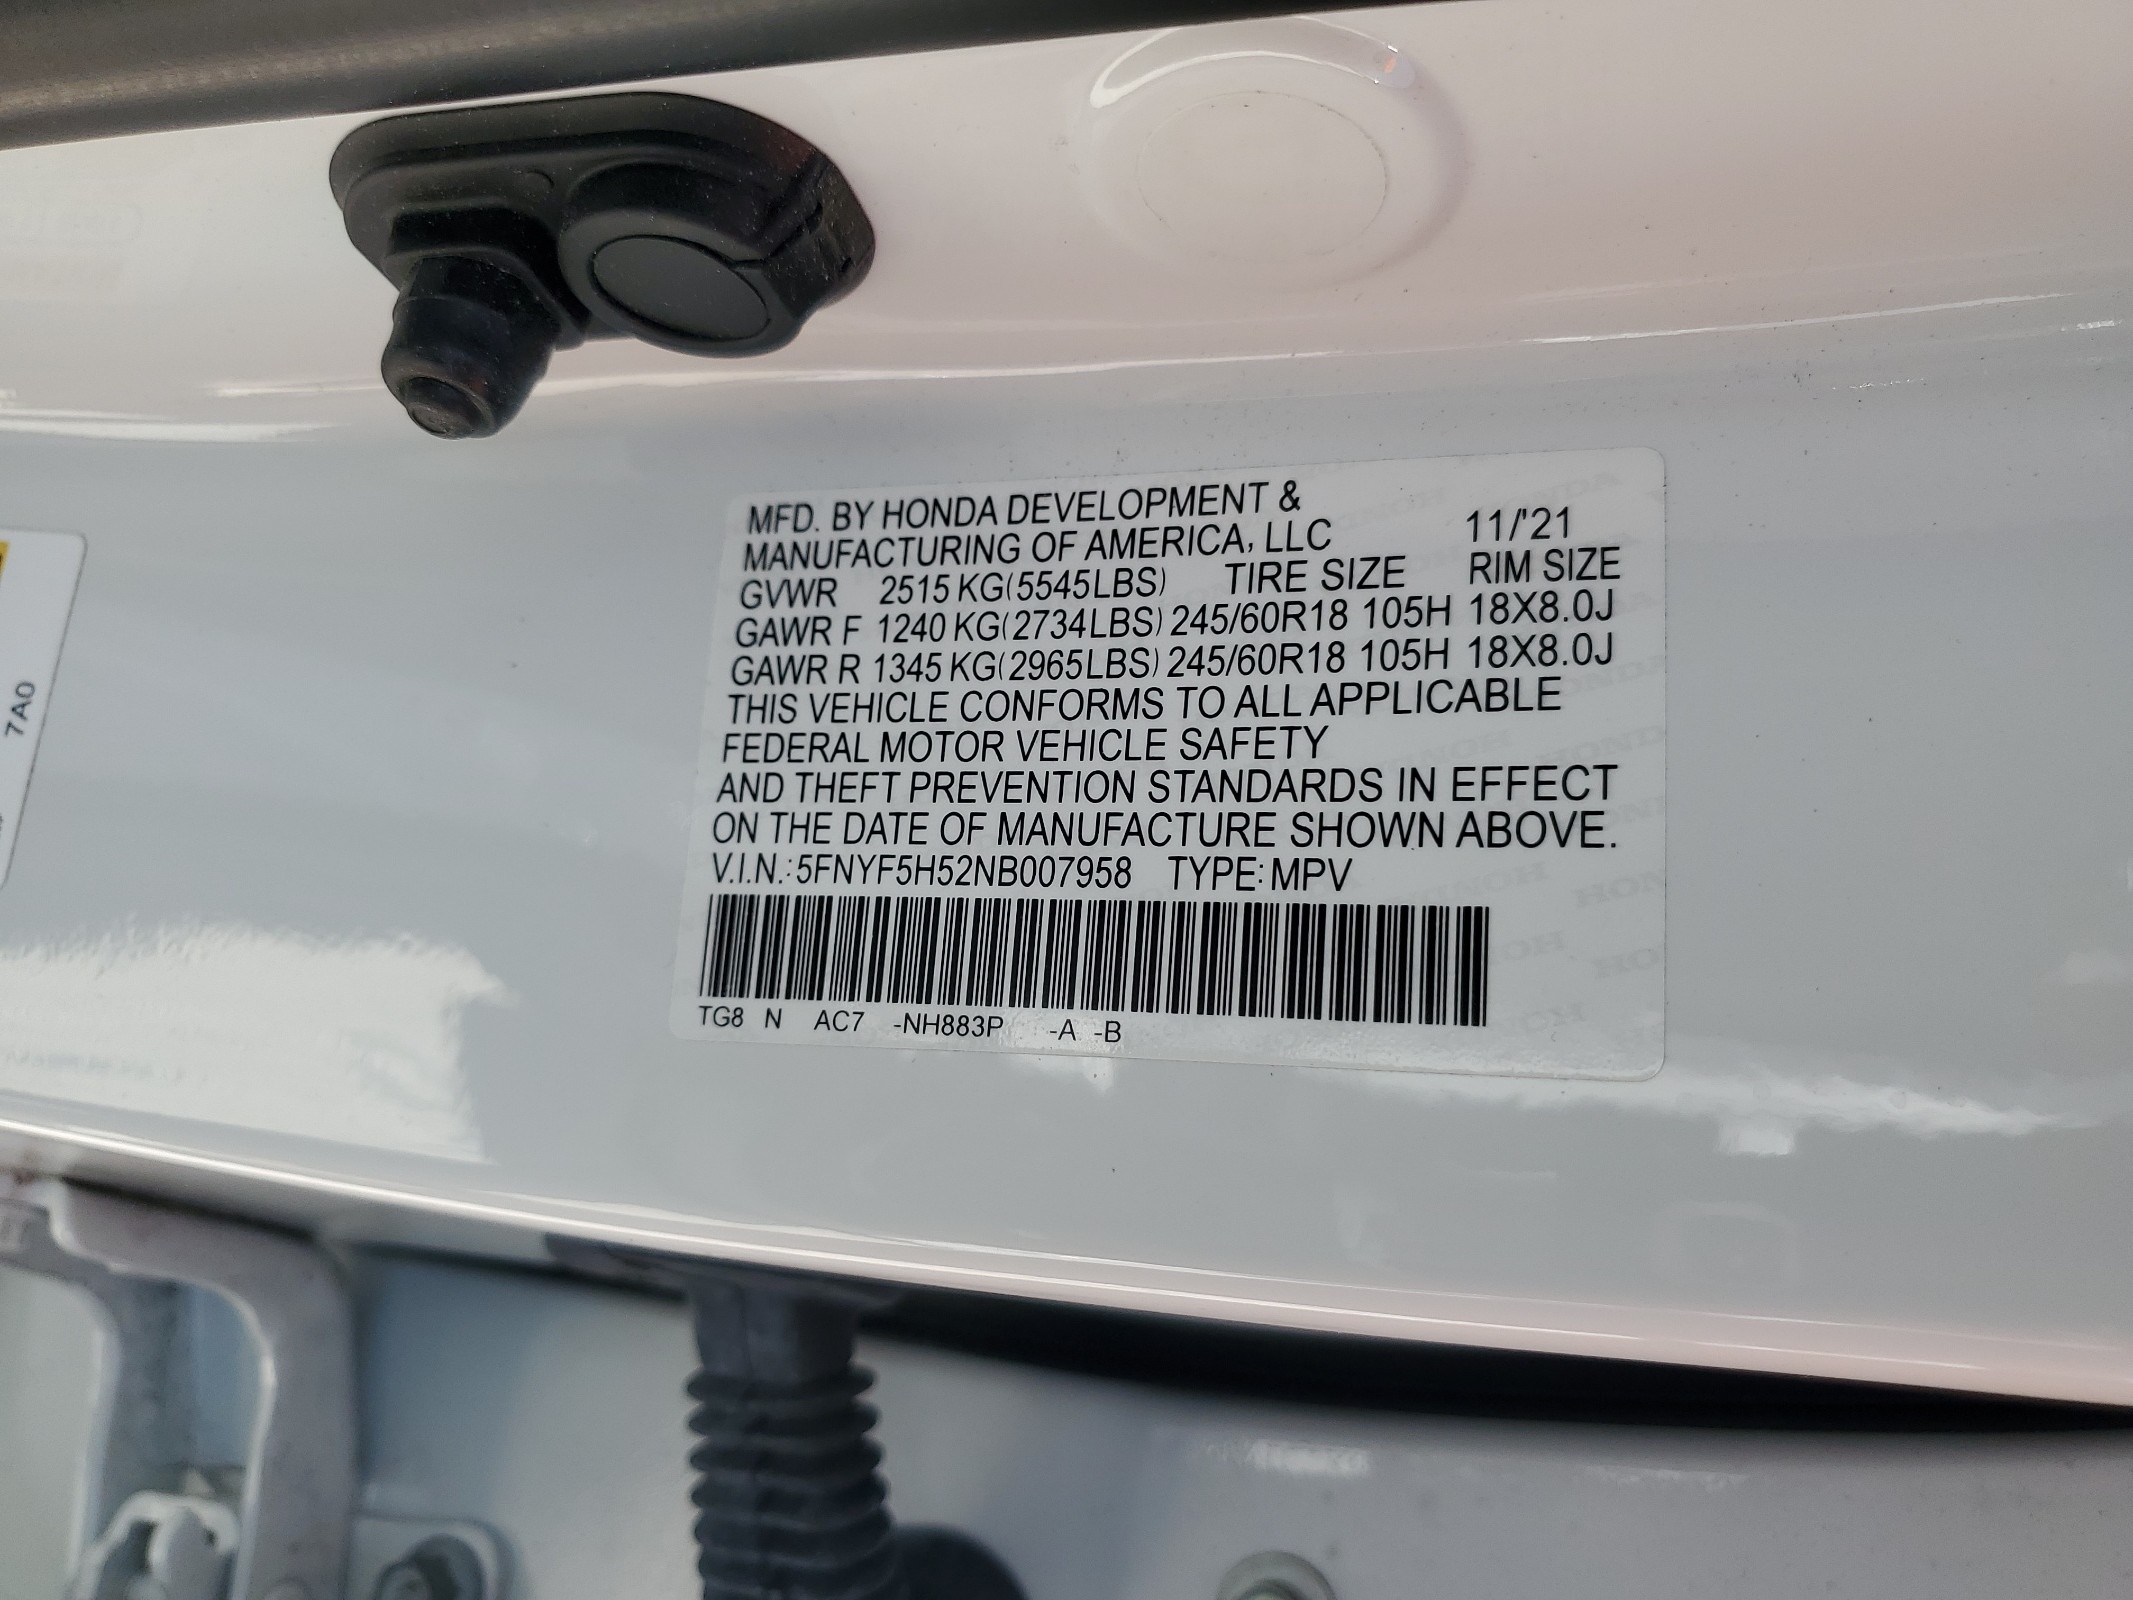 MFD. BY HONDA DEVELOPMENT &
MANUFACTURING OF AMERICA, LLC 11/'21
GVWR 2515 KG(5545LBS) TIRE SIZE RIM SIZE
GAWR F 1240 KG(2734LBS) 245/60R18 105H 18X8.0J
GAWR R 1345 KG(2965LBS) 245/60R18 105H 18X8.0J
THIS VEHICLE CONFORMS TO ALL APPLICABLE
FEDERAL MOTOR VEHICLE SAFETY
AND THEFT PREVENTION STANDARDS IN EFFECT
ON THE DATE OF MANUFACTURE SHOWN ABOVE.
V.I.N.: 5FNYF5H52NB007958 TYPE: MPV
TG8 N AC7 -NH883P -A -B
7A0